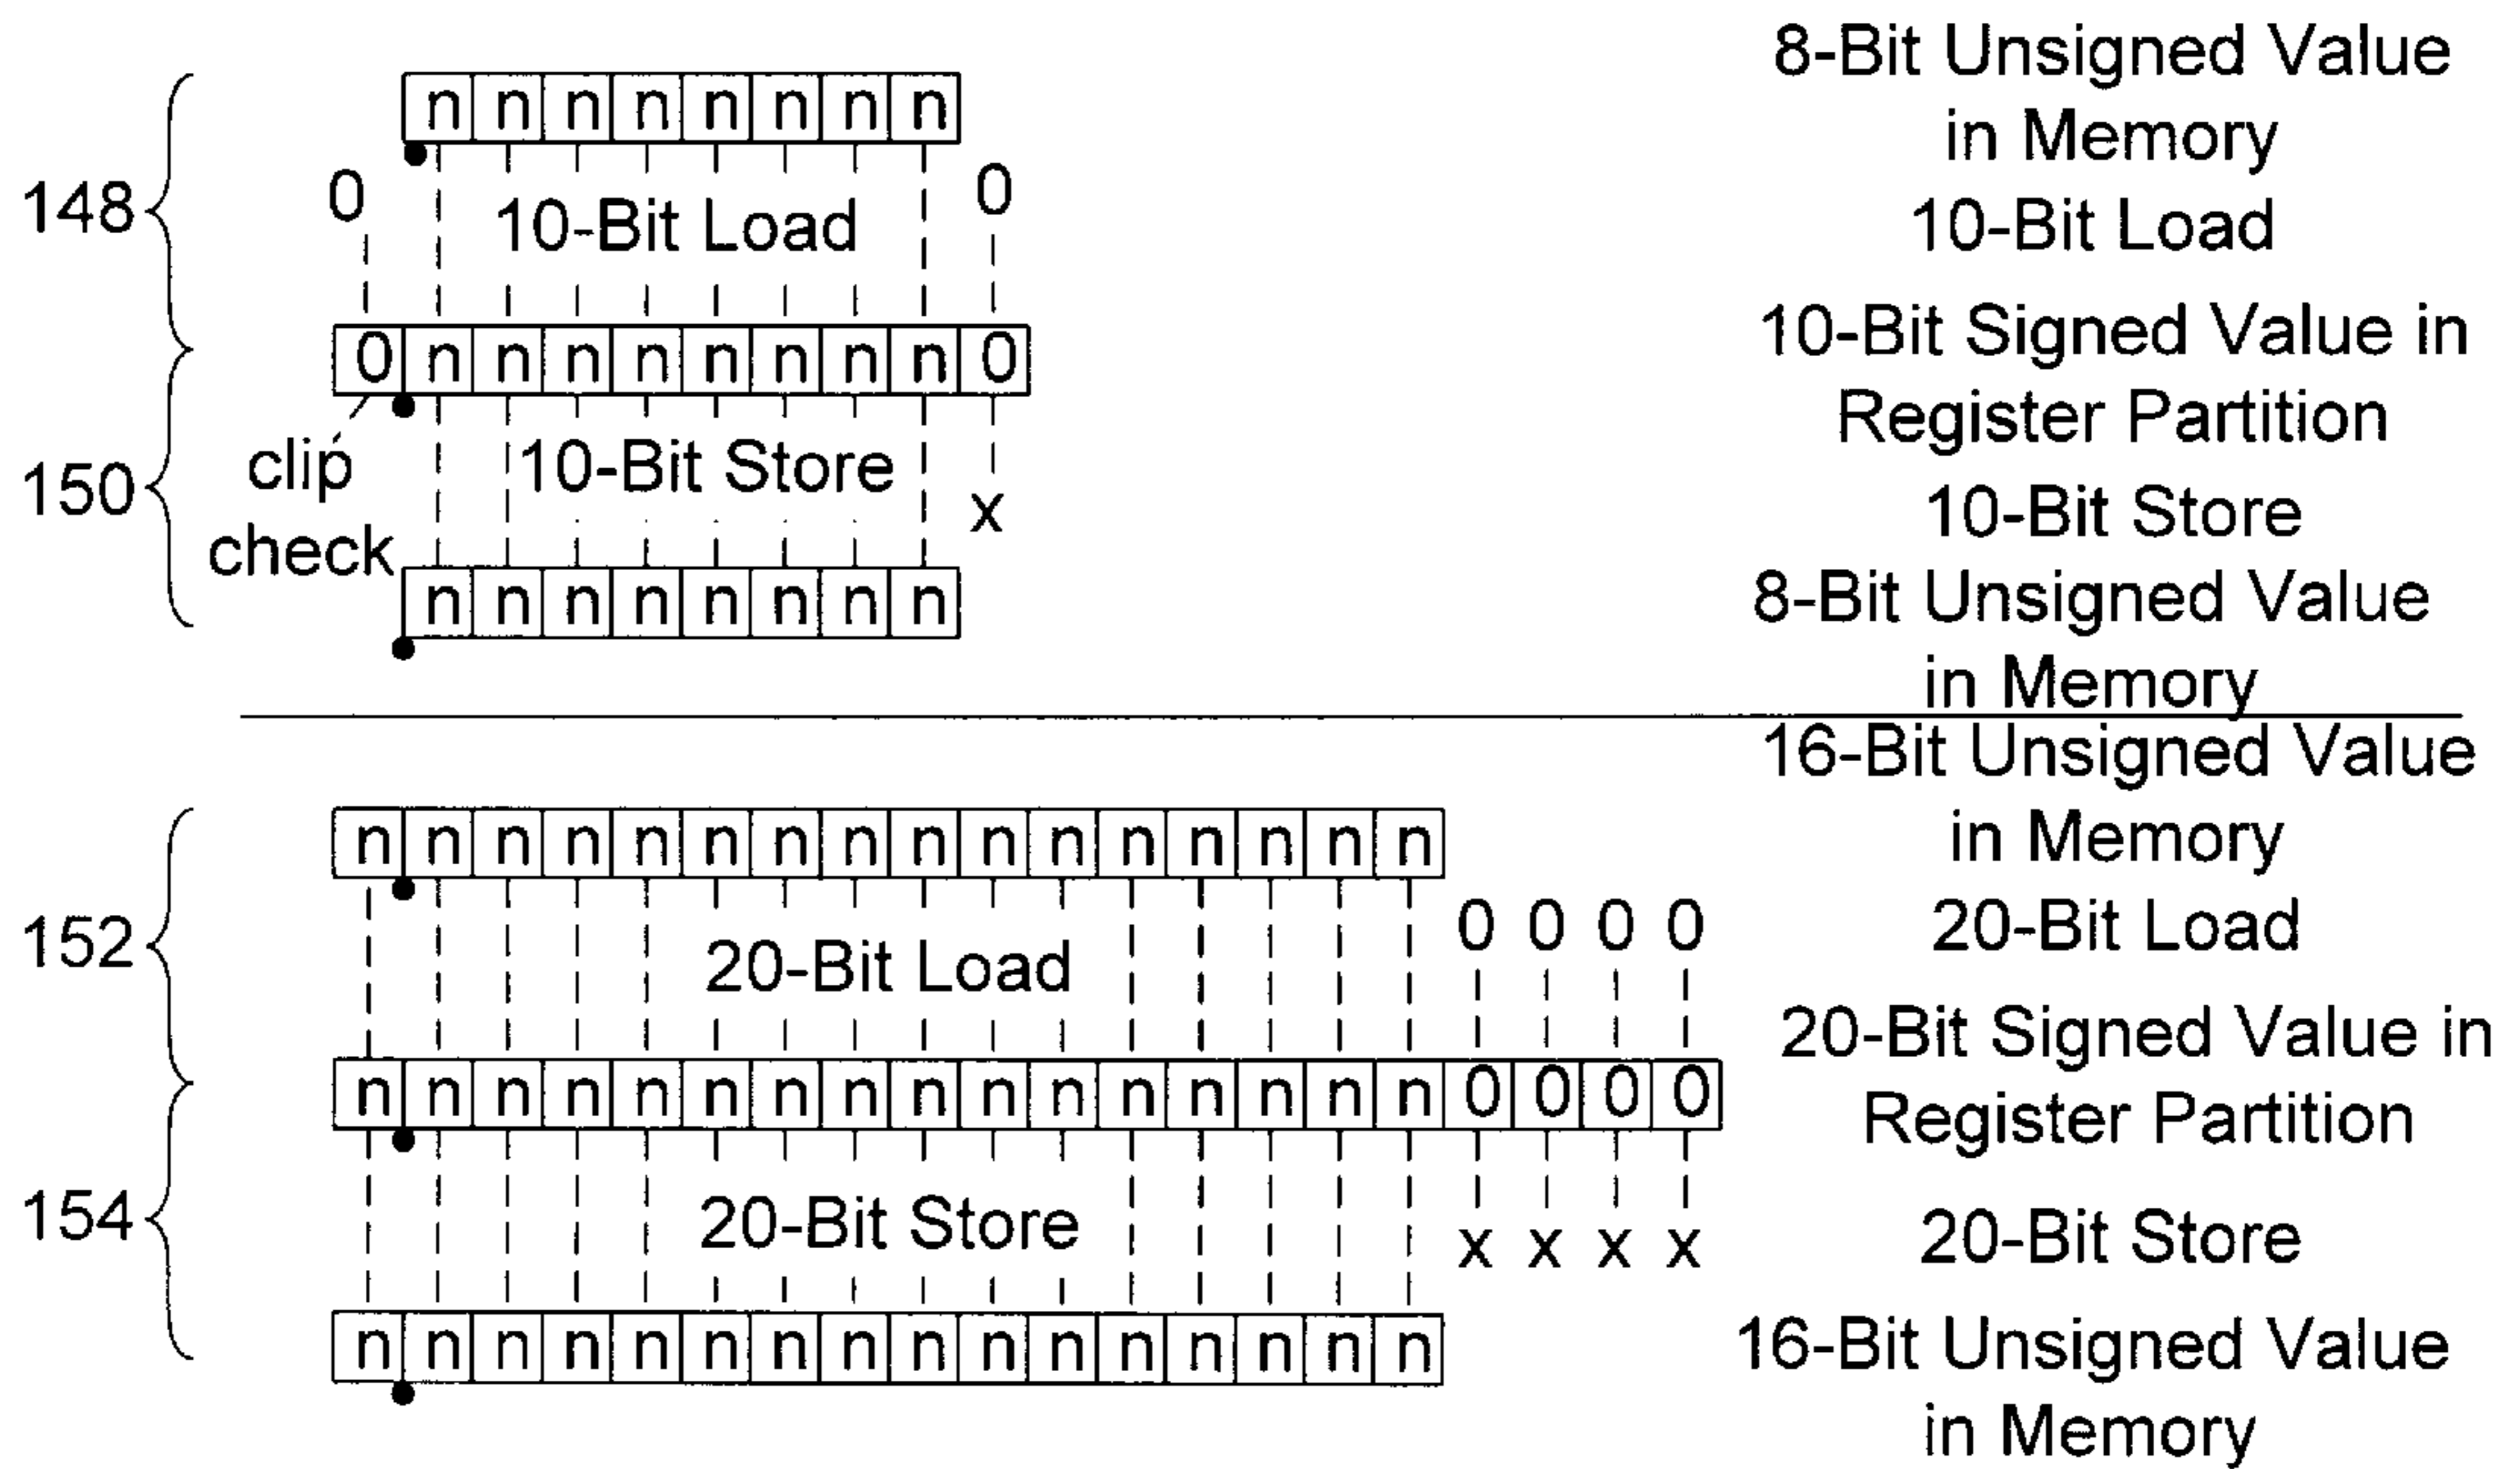 8-Bit Unsigned Value
in Memory
n n n n n n n n
148
0 0
10-Bit Load
10-Bit Load
0 n n n n n n n n 0
10-Bit Signed Value in
Register Partition
clip
check
150
10-Bit Store
x
10-Bit Store
n n n n n n n n
8-Bit Unsigned Value
in Memory
16-Bit Unsigned Value
in Memory
n n n n n n n n n n n n n n n n
152
0 0 0 0
20-Bit Load
20-Bit Load
n n n n n n n n n n n n n n n n 0 0 0 0
20-Bit Signed Value in
Register Partition
154
20-Bit Store
x x x x
20-Bit Store
n n n n n n n n n n n n n n n n
16-Bit Unsigned Value
in Memory